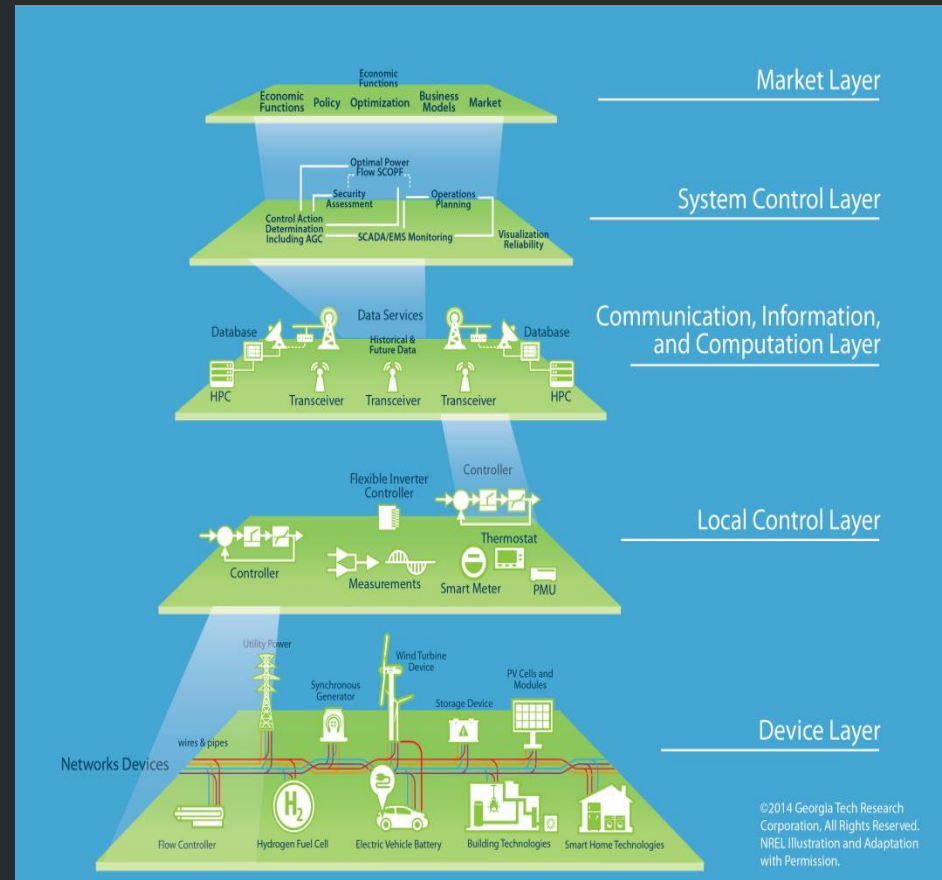 Economic
Functions
Economic
Functions
Policy
Optimization
Business
Models
Market
Market Layer
Optimal Power
Flow SCOPF
Security
Assessment
Operations
Planning
Control Action
Determination
Including AGC
SCADA/EMS Monitoring
Visualization
Reliability
System Control Layer
Data Services
Database
Database
Historical &
Future Data
HPC
Transceiver
Transceiver
Transceiver
HPC
Communication, Information,
and Computation Layer
Flexible Inverter
Controller
Controller
Controller
Measurements
Thermostat
Smart Meter
PMU
Local Control Layer
Utility Power
Synchronous
Generator
Wind Turbine
Device
Storage Device
PV Cells and
Modules
wires & pipes
Networks Devices
Device Layer
H2
Flow Controller
Hydrogen Fuel Cell
Electric Vehicle Battery
Building Technologies
Smart Home Technologies
©2014 Georgia Tech Research
Corporation, All Rights Reserved.
NREL Illustration and Adaptation
with Permission.